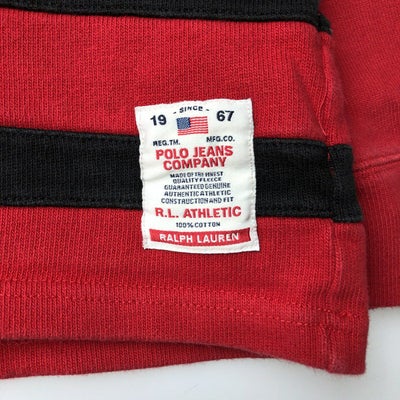 - SINCE -
19 67
REG.TM. MFG.CO.
POLO JEANS
COMPANY
MADE OF THE FINEST
QUALITY FLEECE
GUARANTEED GENUINE
AUTHENTIC ATHLETIC
CONSTRUCTION AND FIT
R.L. ATHLETIC
100% COTTON
RALPH LAUREN